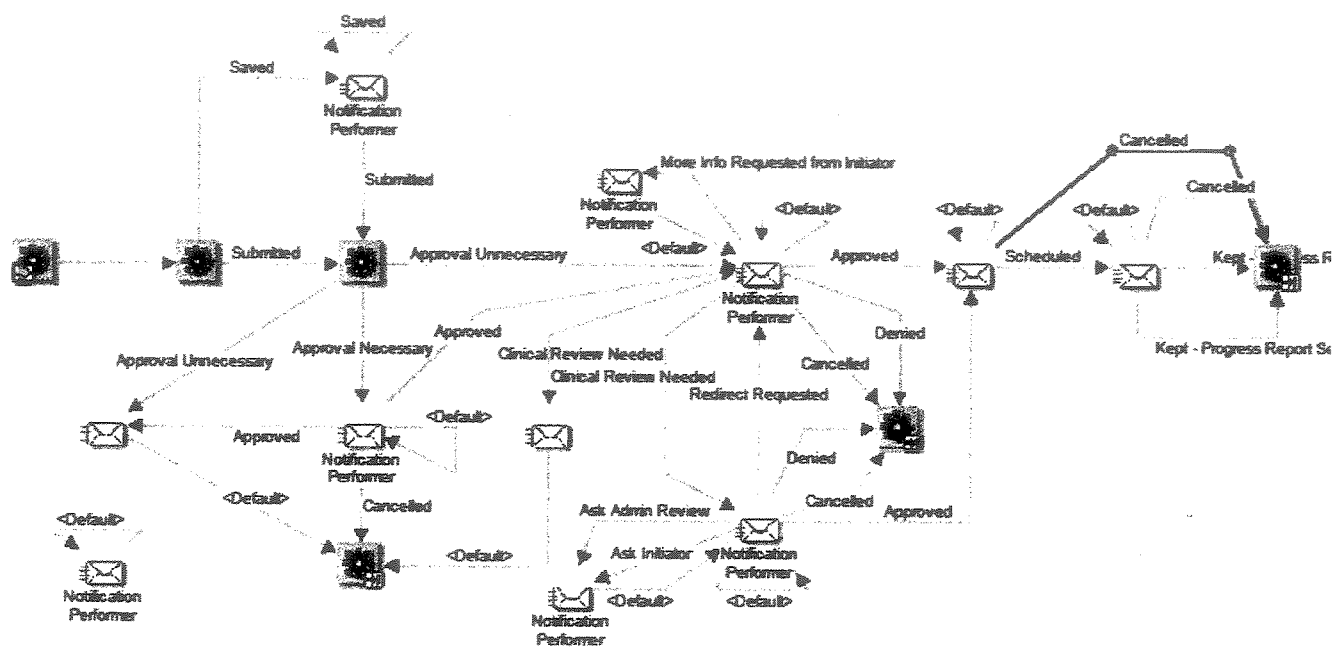 Saved
Saved
Notification
Performer
Submitted
Cancelled
More Info Requested from Initiator
Cancelled
Notification
Performer
<Default>
<Default>
<Default>
<Default>
Submitted
Approval Unnecessary
Approved
Scheduled
Kept -
ess R
Notification
Performer
Approved
Denied
Approval Unnecessary
Approval Necessary
Clinical Review Needed
Cancelled
Kept - Progress Report Se
Clinical Review Needed
Redirect Requested
<Default>
Approved
Notification
Performer
Denied
<Default>
Cancelled
Cancelled
Approved
Ask Admin Review
<Default>
<Default>
Ask Initiator
Notification
Performer
Notification
Performer
<Default>
<Default>
Notification
Performer